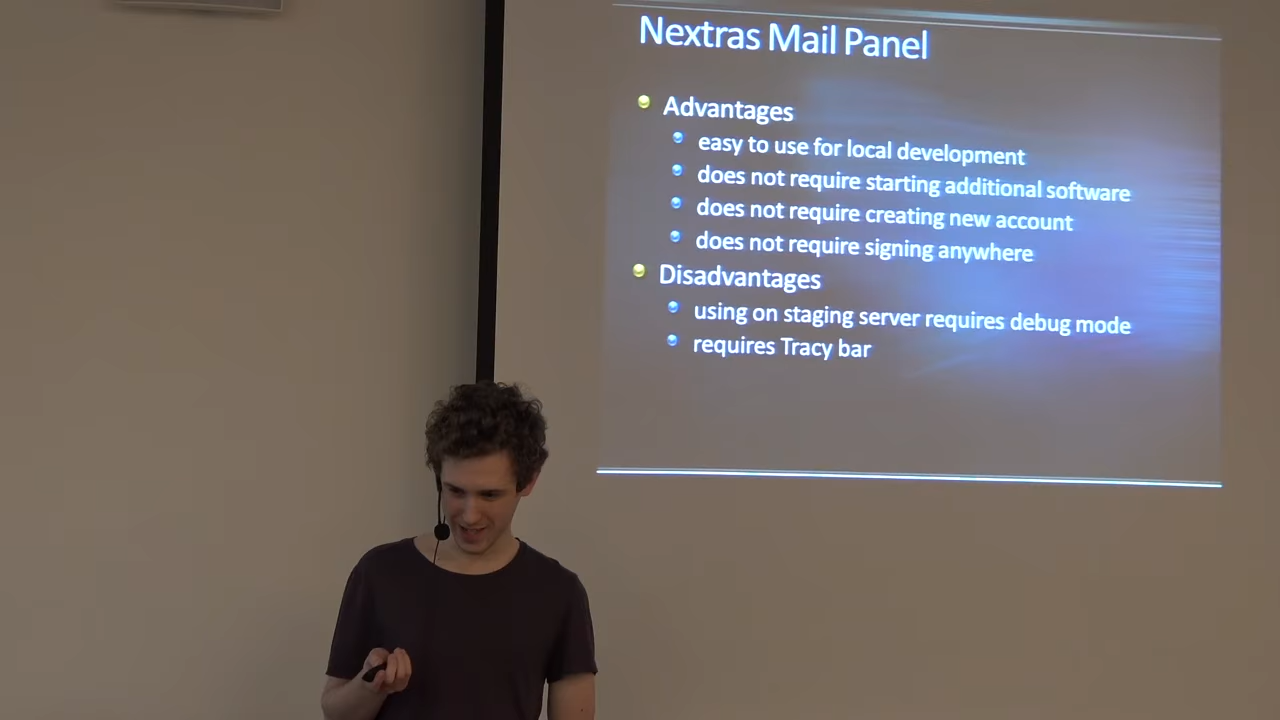 Nextras Mail Panel
Advantages
easy to use for local development
does not require starting additional software
does not require creating new account
does not require signing anywhere
Disadvantages
using on staging server requires debug mode
requires Tracy bar